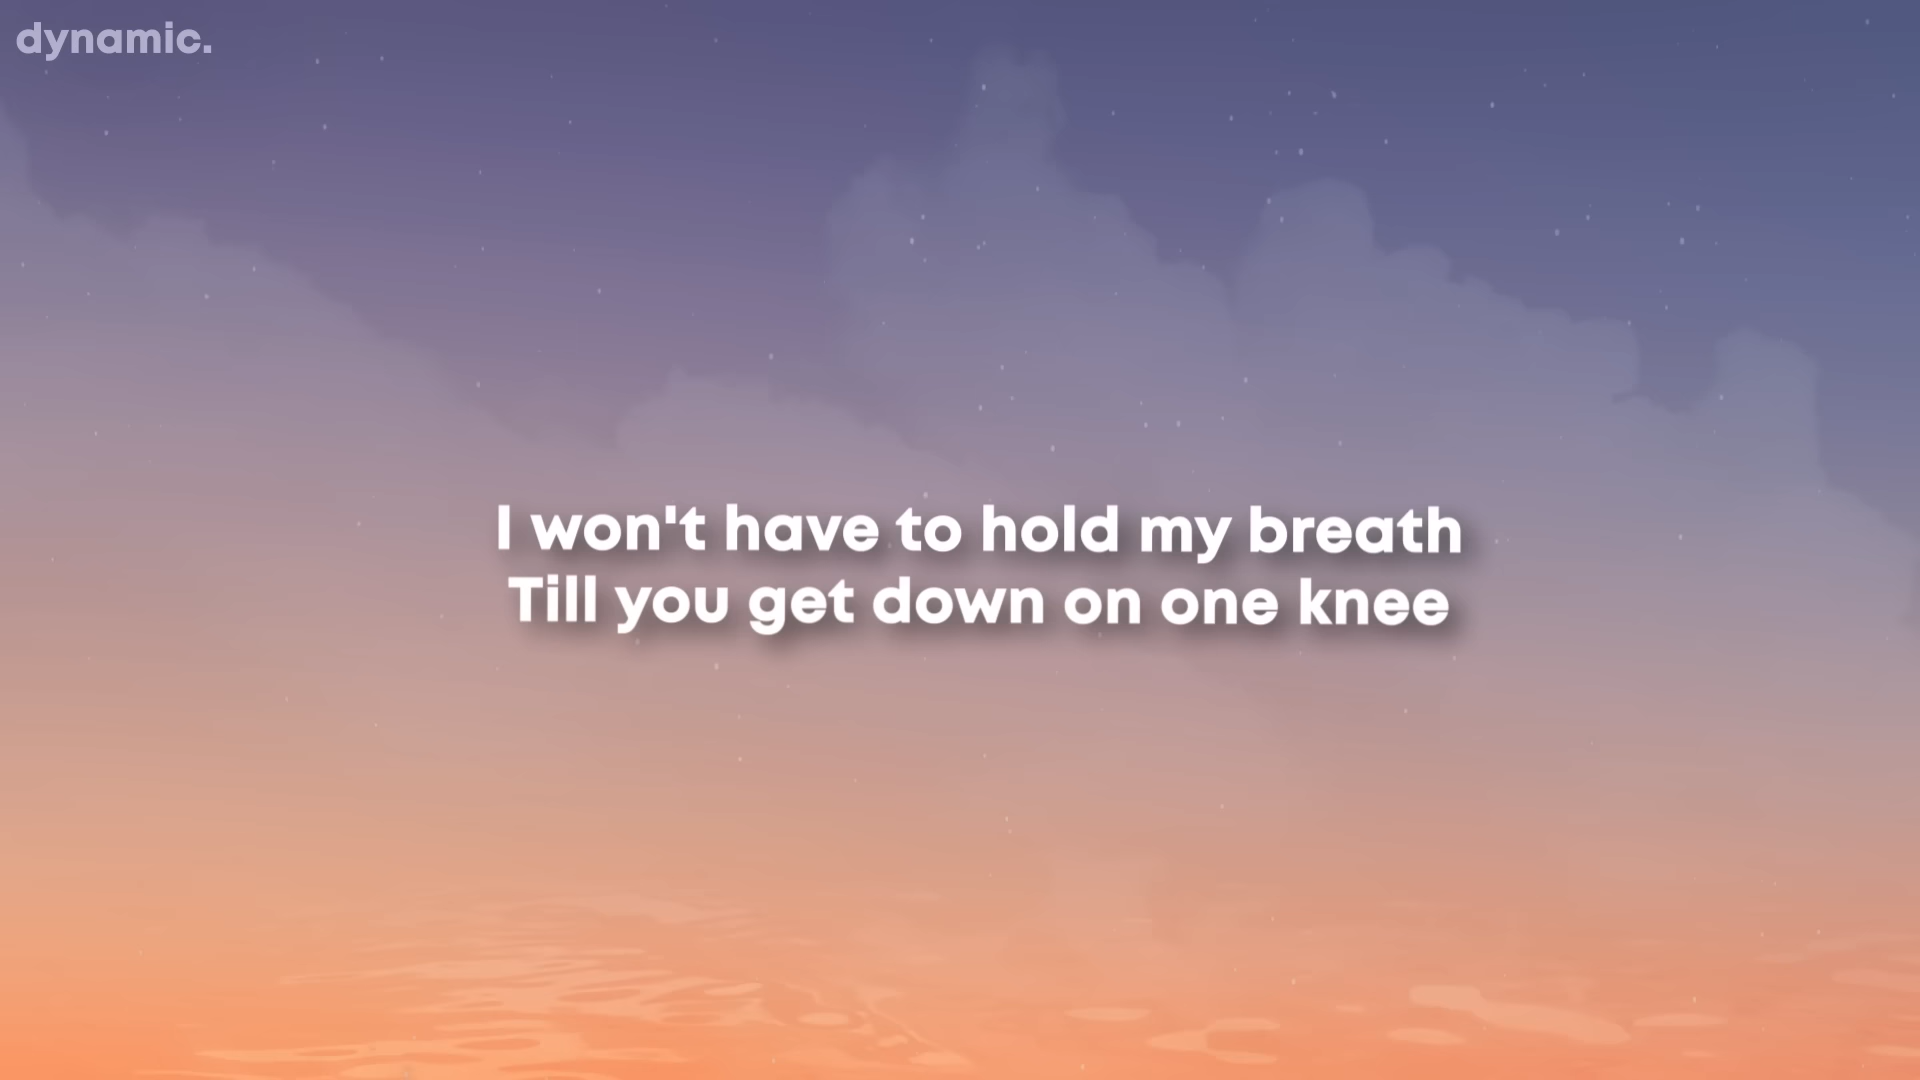 dynamic.
I won't have to hold my breath
Till you get down on one knee